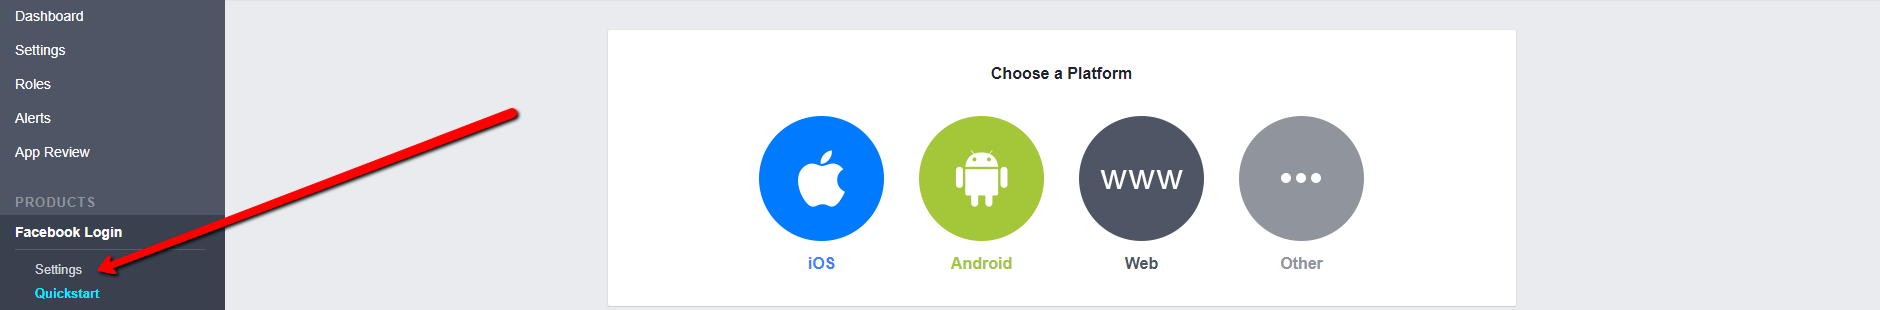 Dashboard
Settings
Roles
Alerts
App Review
PRODUCTS
Facebook Login
Settings
Quickstart
Choose a Platform
www
iOS
Android
Web
Other